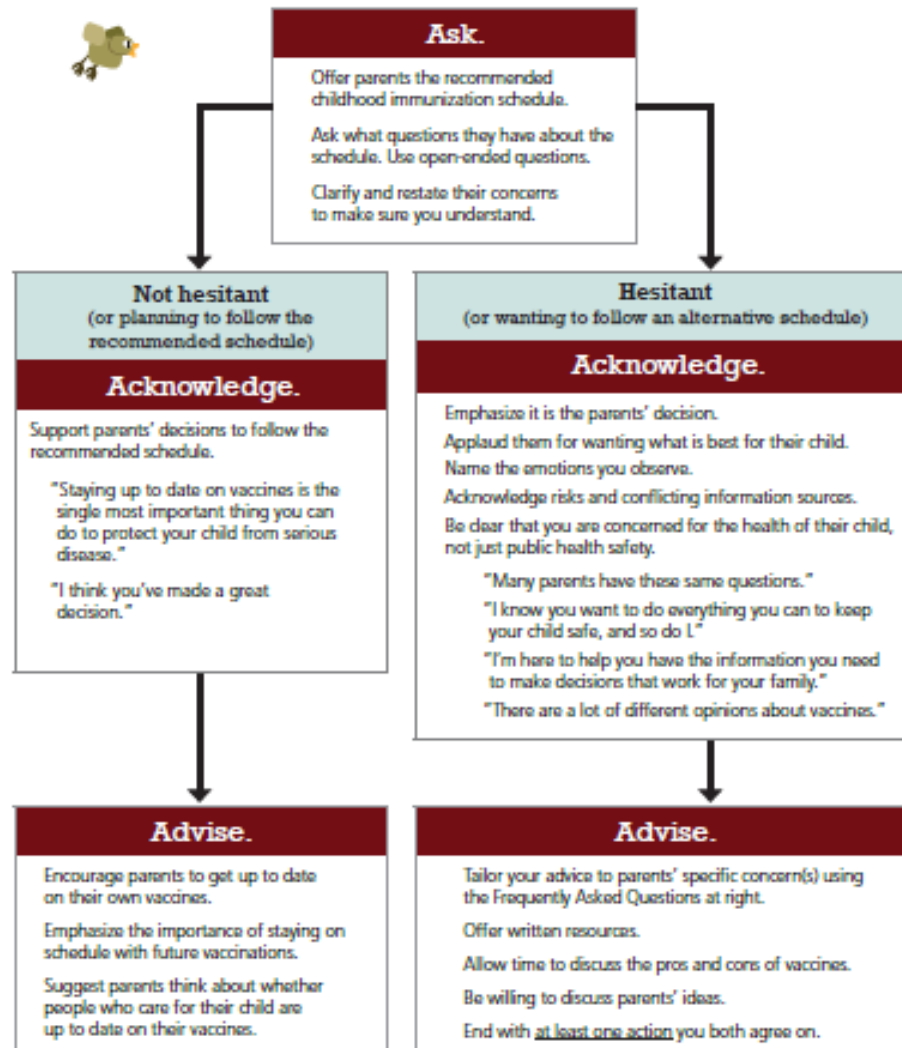 Ask.
Offer parents the recommended
childhood immunization schedule.
Ask what questions they have about the
schedule. Use open-ended questions.
Clarify and restate their concerns
to make sure you understand.
Not hesitant
(or planning to follow the
recommended schedule)
Acknowledge.
Support parents' decisions to follow the
recommended schedule.
"Staying up to date on vaccines is the
single most important thing you can
do to protect your child from serious
disease."
"I think you've made a great
decision."
Hesitant
(or wanting to follow an alternative schedule)
Acknowledge.
Emphasize it is the parents' decision.
Applaud them for wanting what is best for their child.
Name the emotions you observe.
Acknowledge risks and conflicting information sources.
Be clear that you are concerned for the health of their child,
not just public health safety.
"Many parents have these same questions."
"I know you want to do everything you can to keep
your child safe, and so do I."
"I'm here to help you have the information you need
to make decisions that work for your family."
"There are a lot of different opinions about vaccines."
Advise.
Encourage parents to get up to date
on their own vaccines.
Emphasize the importance of staying on
schedule with future vaccinations.
Suggest parents think about whether
people who care for their child are
up to date on their vaccines.
Advise.
Tailor your advice to parents' specific concern(s) using
the Frequently Asked Questions at right.
Offer written resources.
Allow time to discuss the pros and cons of vaccines.
Be willing to discuss parents' ideas.
End with at least one action you both agree on.